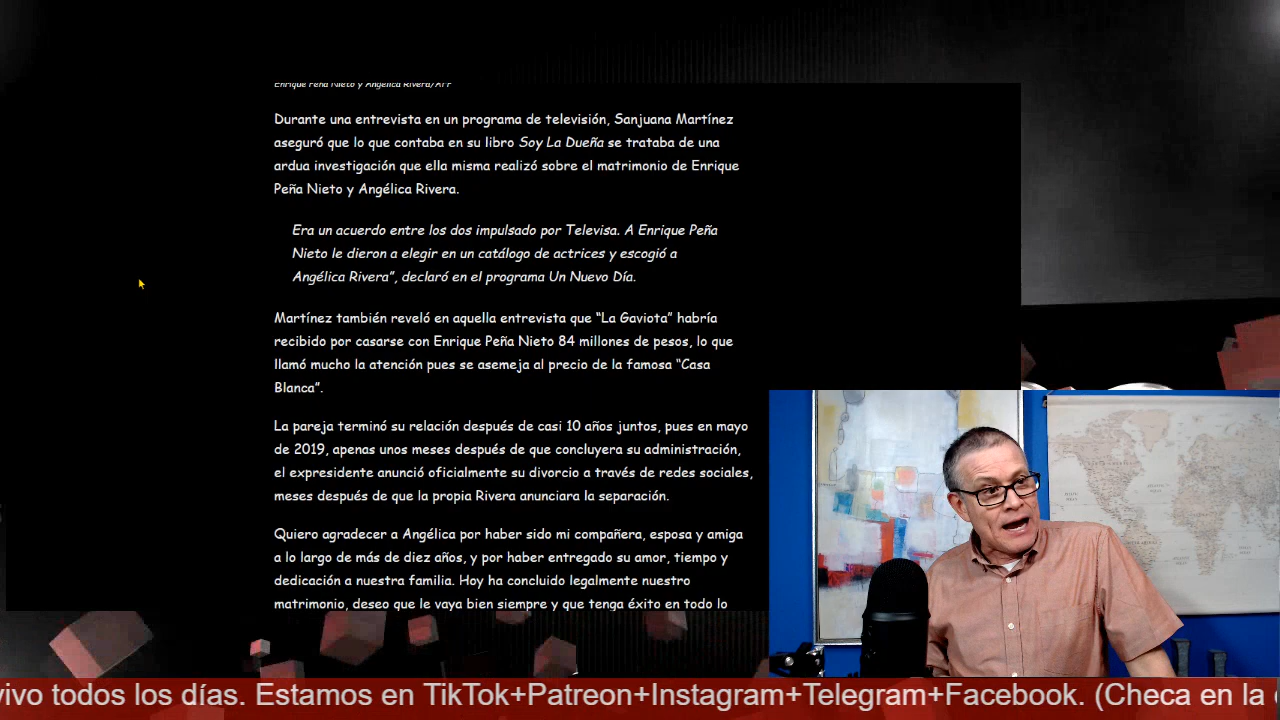 Enrique Peña Nieto y Angélica Rivera/AFP
Durante una entrevista en un programa de televisión, Sanjuana Martínez
aseguró que lo que contaba en su libro Soy La Dueña se trataba de una
ardua investigación que ella misma realizó sobre el matrimonio de Enrique
Peña Nieto y Angélica Rivera.
Era un acuerdo entre los dos impulsado por Televisa. A Enrique Peña
Nieto le dieron a elegir en un catálogo de actrices y escogió a
Angélica Rivera”, declaró en el programa Un Nuevo Día.
Martínez también reveló en aquella entrevista que “La Gaviota” habría
recibido por casarse con Enrique Peña Nieto 84 millones de pesos, lo que
llamó mucho la atención pues se asemeja al precio de la famosa “Casa
Blanca”.
La pareja terminó su relación después de casi 10 años juntos, pues en mayo
de 2019, apenas unos meses después de que concluyera su administración,
el expresidente anunció oficialmente su divorcio a través de redes sociales,
meses después de que la propia Rivera anunciara la separación.
Quiero agradecer a Angélica por haber sido mi compañera, esposa y amiga
a lo largo de más de diez años, y por haber entregado su amor, tiempo y
dedicación a nuestra familia. Hoy ha concluido legalmente nuestro
matrimonio, deseo que le vaya bien siempre y que tenga éxito en todo lo
vivo todos los días. Estamos en TikTok+Patreon+Instagram+Telegram+Facebook. (Checa en la